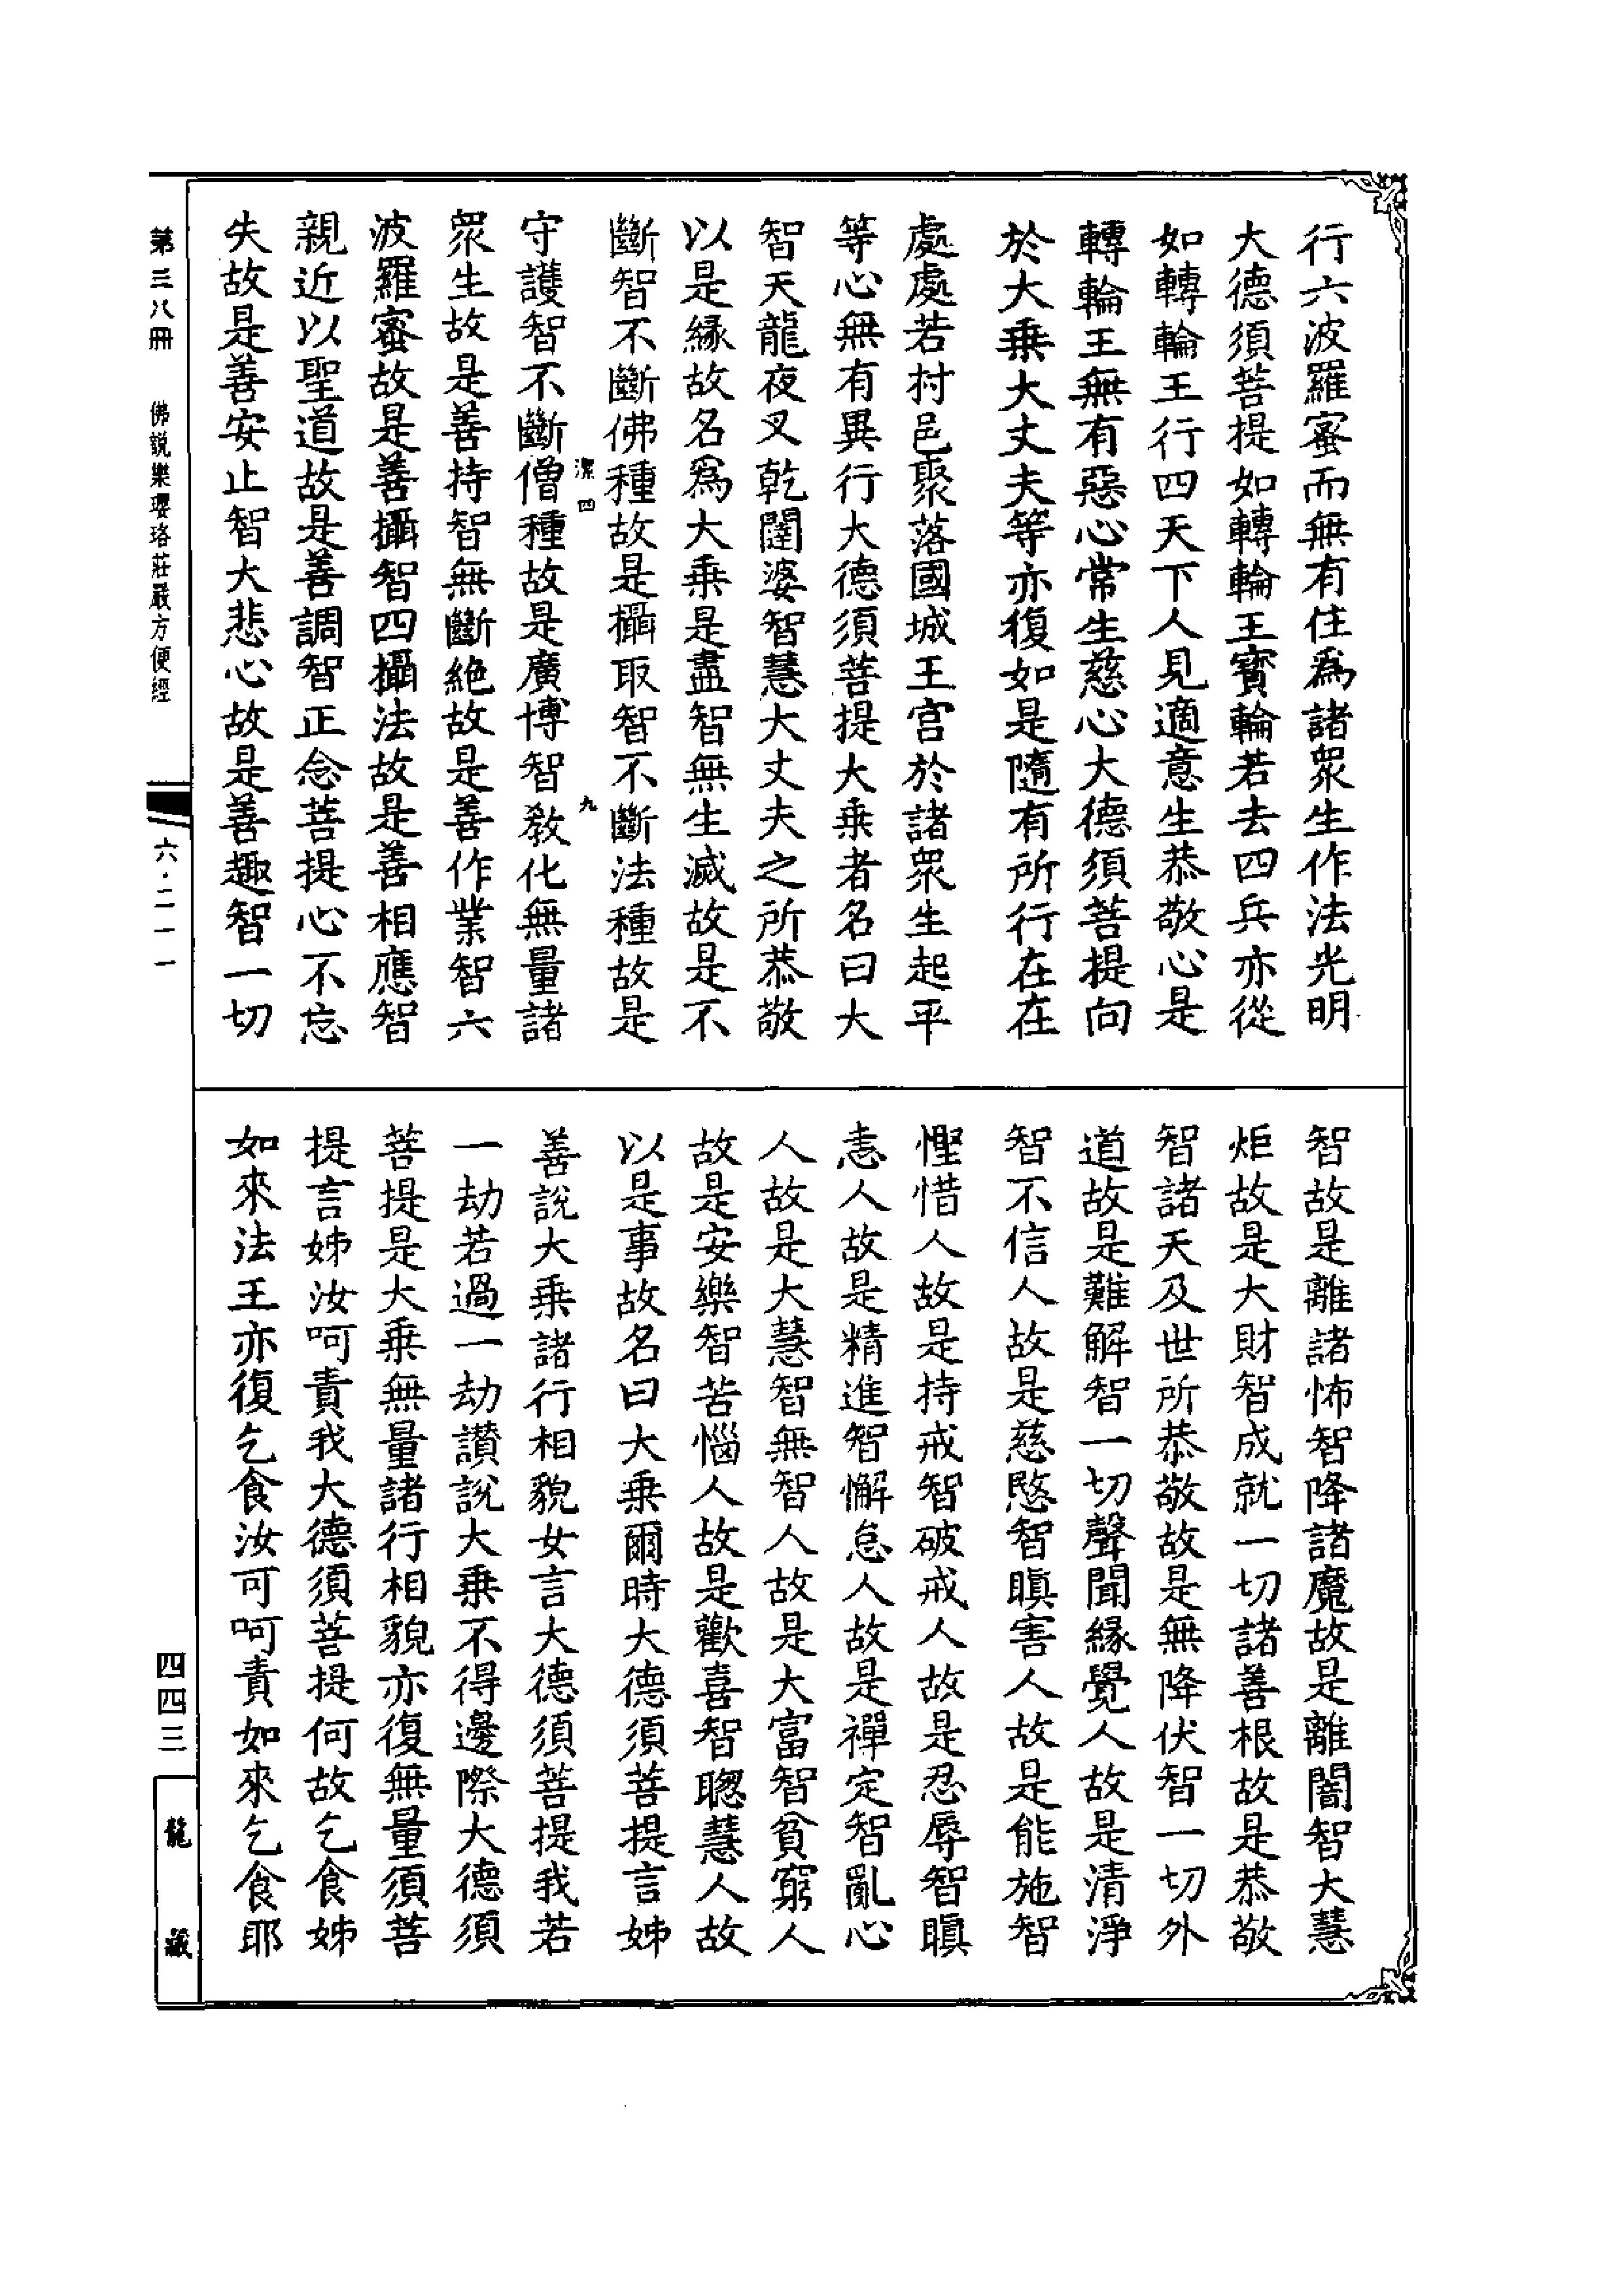 行六波羅蜜而無有住爲諸衆生作法光明
大德須菩提如轉輪王寶輪若去四兵亦從
如轉輪王行四天下人見適意生恭敬心是
轉輪王無有惡心常生慈心大德須菩提向
於大乗大丈夫等亦復如是隨有所行在在
處處若村邑聚落國城王宫於諸衆生起平
等心無有異行大德須菩提大乗者名曰大
智天龍夜叉乾闥婆智慧大丈夫之所恭敬
以是緣故名爲大乗是盡智無生滅故是不
斷智不斷佛種故是攝取智不斷法種故是
潔四
九
守護智不斷僧種故是廣博智敎化無量諸
衆生故是善持智無斷絶故是善作業智六
波羅蜜故是善攝智四攝法故是善相應智
親近以聖道故是善調智正念菩提心不忘
失故是善安止智大悲心故是善趣智一切
智故是離諸怖智降諸魔故是離闇智大慧
炬故是大財智成就一切諸善根故是恭敬
智諸天及世所恭敬故是無降伏智一切外
道故是難解智一切聲聞緣覺人故是清淨
智不信人故是慈愍智瞋害人故是能施智
慳惜人故是持戒智破戒人故是忍辱智瞋
恚人故是精進智懈怠人故是禪定智亂心
人故是大慧智無智人故是大富智貧窮人
故是安樂智苦惱人故是歡喜智聰慧人故
以是事故名曰大乗爾時大德須菩提言姊
善說大乗諸行相貌女言大德須菩提我若
一劫若過一劫讃說大乗不得邊際大德須
菩提是大乗無量諸行相貌亦復無量須菩
提言姊汝呵責我大德須菩提何故乞食姊
如來法王亦復乞食汝可呵責如來乞食耶
第三八冊 佛說樂瓔珞莊嚴方便經
六·二一一
四四三
龍藏